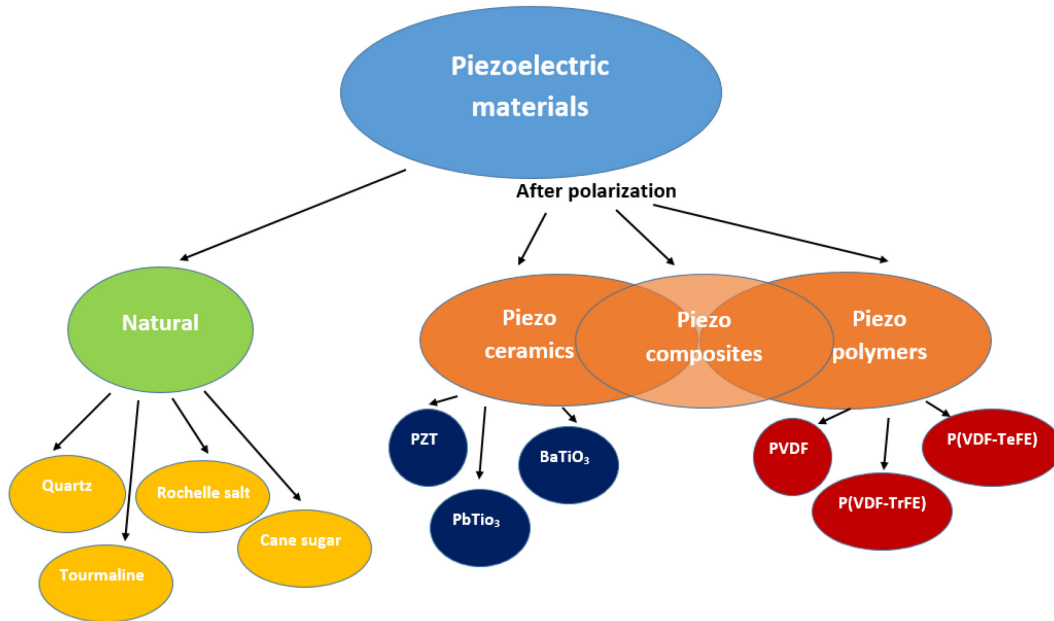 Piezoelectric
materials
After polarization
Natural
Piezo
ceramics
Piezo
composites
Piezo
polymers
Quartz
Rochelle salt
Tourmaline
Cane sugar
PZT
BaTiO₃
PbTio₃
PVDF
P(VDF-TeFE)
P(VDF-TrFE)